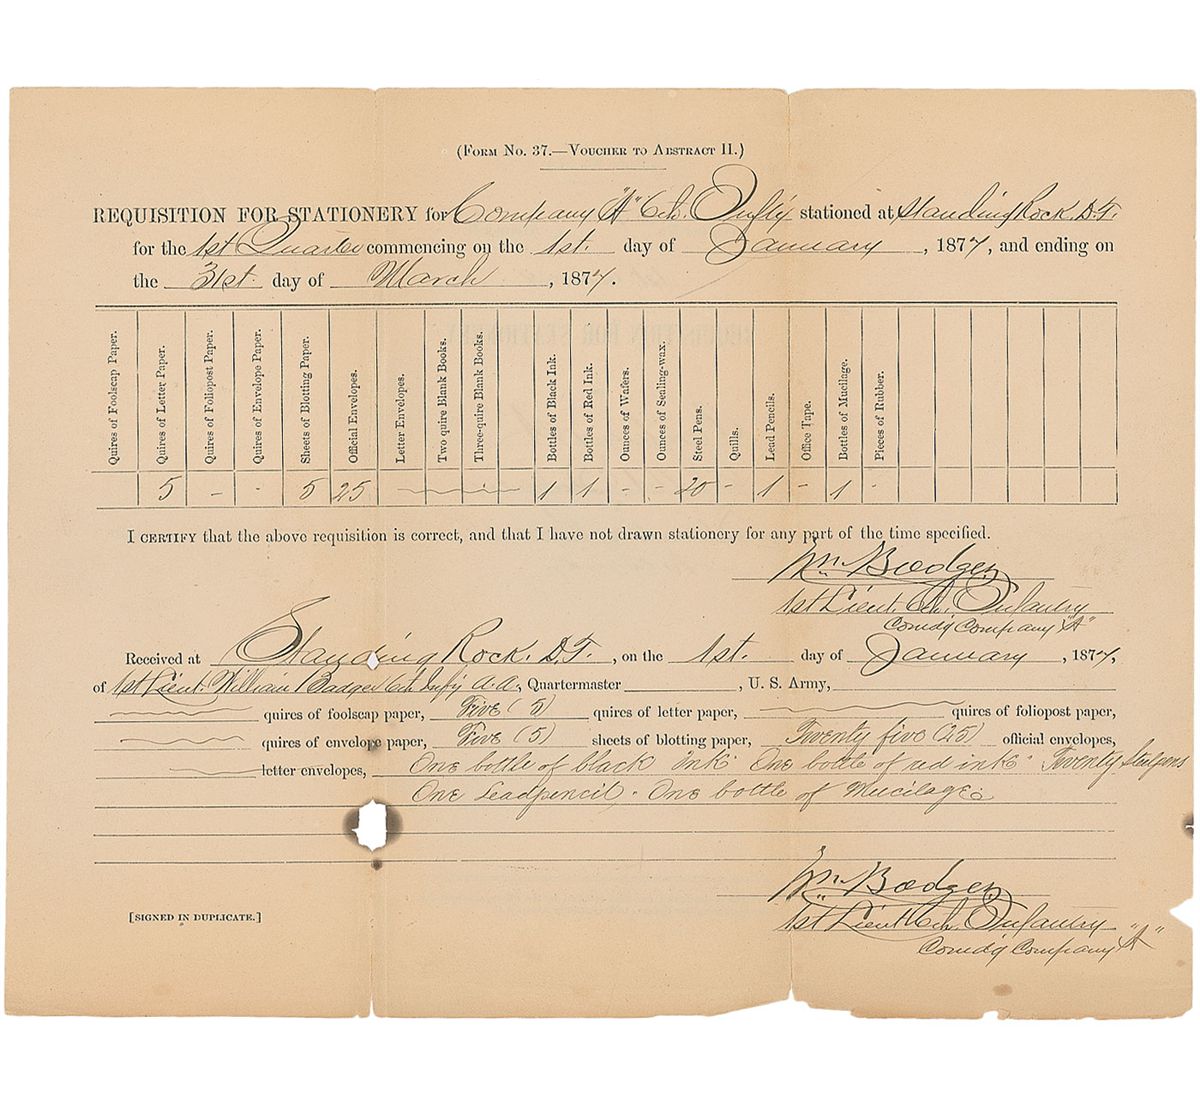 (Form No. 37.—Voucher to Abstract 11.)
REQUISITION FOR STATIONERY for Company "A" 6th. Infty stationed at Standing Rock. D.T.
for the 1st Quarter commencing on the 1st. day of January, 1877, and ending on
the 31st. day of March, 1877.
Quires of Foolscap Paper.
Quires of Letter Paper.
Quires of Foliopost Paper.
Quires of Envelope Paper.
Sheets of Blotting Paper.
Official Envelopes.
Letter Envelopes.
Two quire Blank Books.
Three-quire Blank Books.
Bottles of Black Ink.
Bottles of Red Ink.
Ounces of Wafers.
Ounces of Sealing-wax.
Steel Pens.
Quills.
Lead Pencils.
Office Tape.
Bottles of Mucilage.
Pieces of Rubber.
5 - - 5 25 1 1 - - 20 - 1 - 1 -
I CERTIFY that the above requisition is correct, and that I have not drawn stationery for any part of the time specified.
Wm Badger
1st Lieut. 6th. Infantry
Comd'g Company "A"
Received at Standing Rock. D.T., on the 1st. day of January, 1877,
of 1st Lieut. William Badger 6th Infy A.A., Quartermaster, U. S. Army,
quires of foolscap paper, Five (5) quires of letter paper, quires of foliopost paper,
quires of envelope paper, Five (5) sheets of blotting paper, Twenty five (25) official envelopes,
letter envelopes, One bottle of black ink. One bottle of red ink. Twenty Steelpens
One Leadpencil. One bottle of Mucilage.
Wm Badger
1st Lieut 6th. Infantry
Comd'g Company "A"
[SIGNED IN DUPLICATE.]